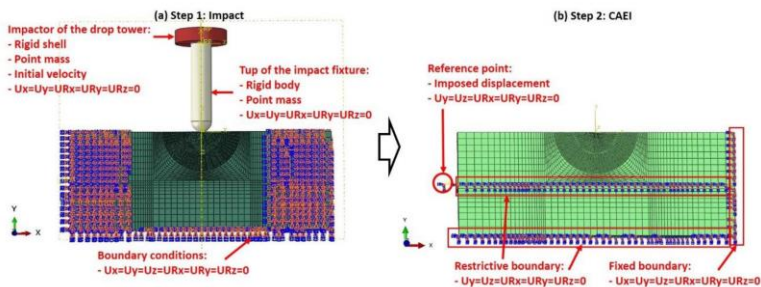 (a) Step 1: Impact
Impactor of the drop tower:
- Rigid shell
- Point mass
- Initial velocity
- Ux=Uy=URx=URy=URz=0
Tup of the impact fixture:
- Rigid body
- Point mass
- Ux=Uy=URx=URy=URz=0
Y
X
Boundary conditions:
- Ux=Uy=Uz=URx=URy=URz=0
(b) Step 2: CAEI
Reference point:
- Imposed displacement
- Uy=Uz=URx=URy=URz=0
Y
X
Restrictive boundary:
- Uy=Uz=URx=URy=URz=0
Fixed boundary:
- Ux=Uy=Uz=URx=URy=URz=0